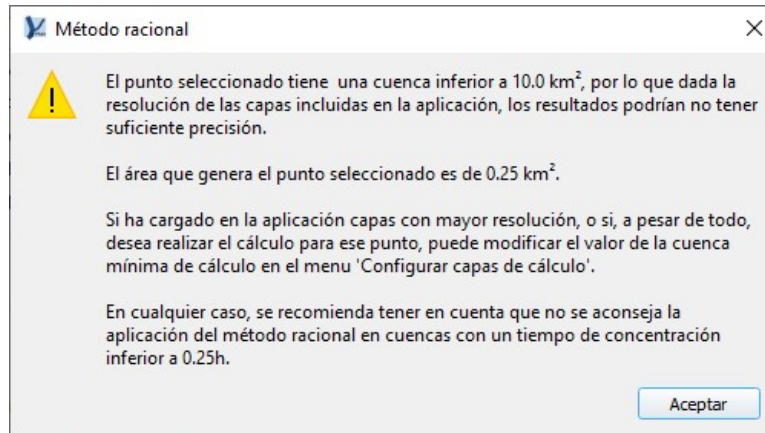 Método racional
El punto seleccionado tiene una cuenca inferior a 10.0 km², por lo que dada la
resolución de las capas incluidas en la aplicación, los resultados podrían no tener
suficiente precisión.
El área que genera el punto seleccionado es de 0.25 km².
Si ha cargado en la aplicación capas con mayor resolución, o si, a pesar de todo,
desea realizar el cálculo para ese punto, puede modificar el valor de la cuenca
mínima de cálculo en el menu 'Configurar capas de cálculo'.
En cualquier caso, se recomienda tener en cuenta que no se aconseja la
aplicación del método racional en cuencas con un tiempo de concentración
inferior a 0.25h.
Aceptar